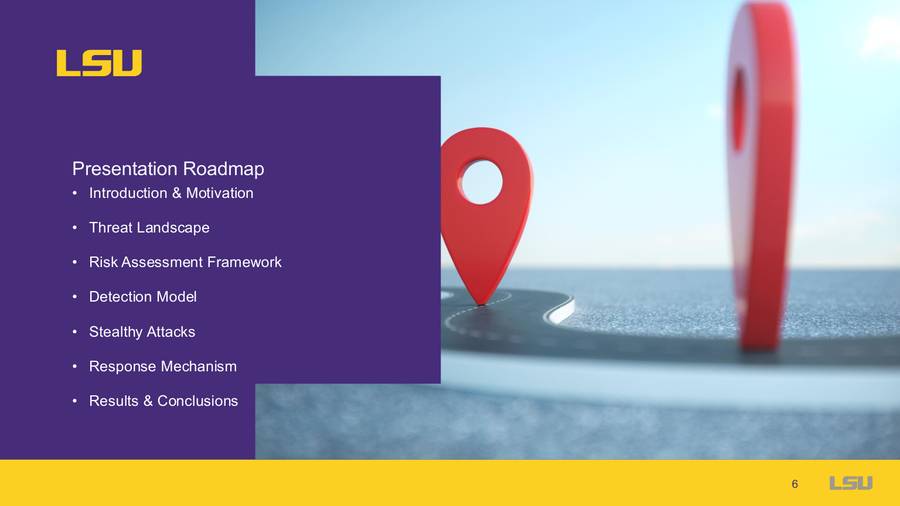 LSU
Presentation Roadmap
• Introduction & Motivation
• Threat Landscape
• Risk Assessment Framework
• Detection Model
• Stealthy Attacks
• Response Mechanism
• Results & Conclusions
6
LSU